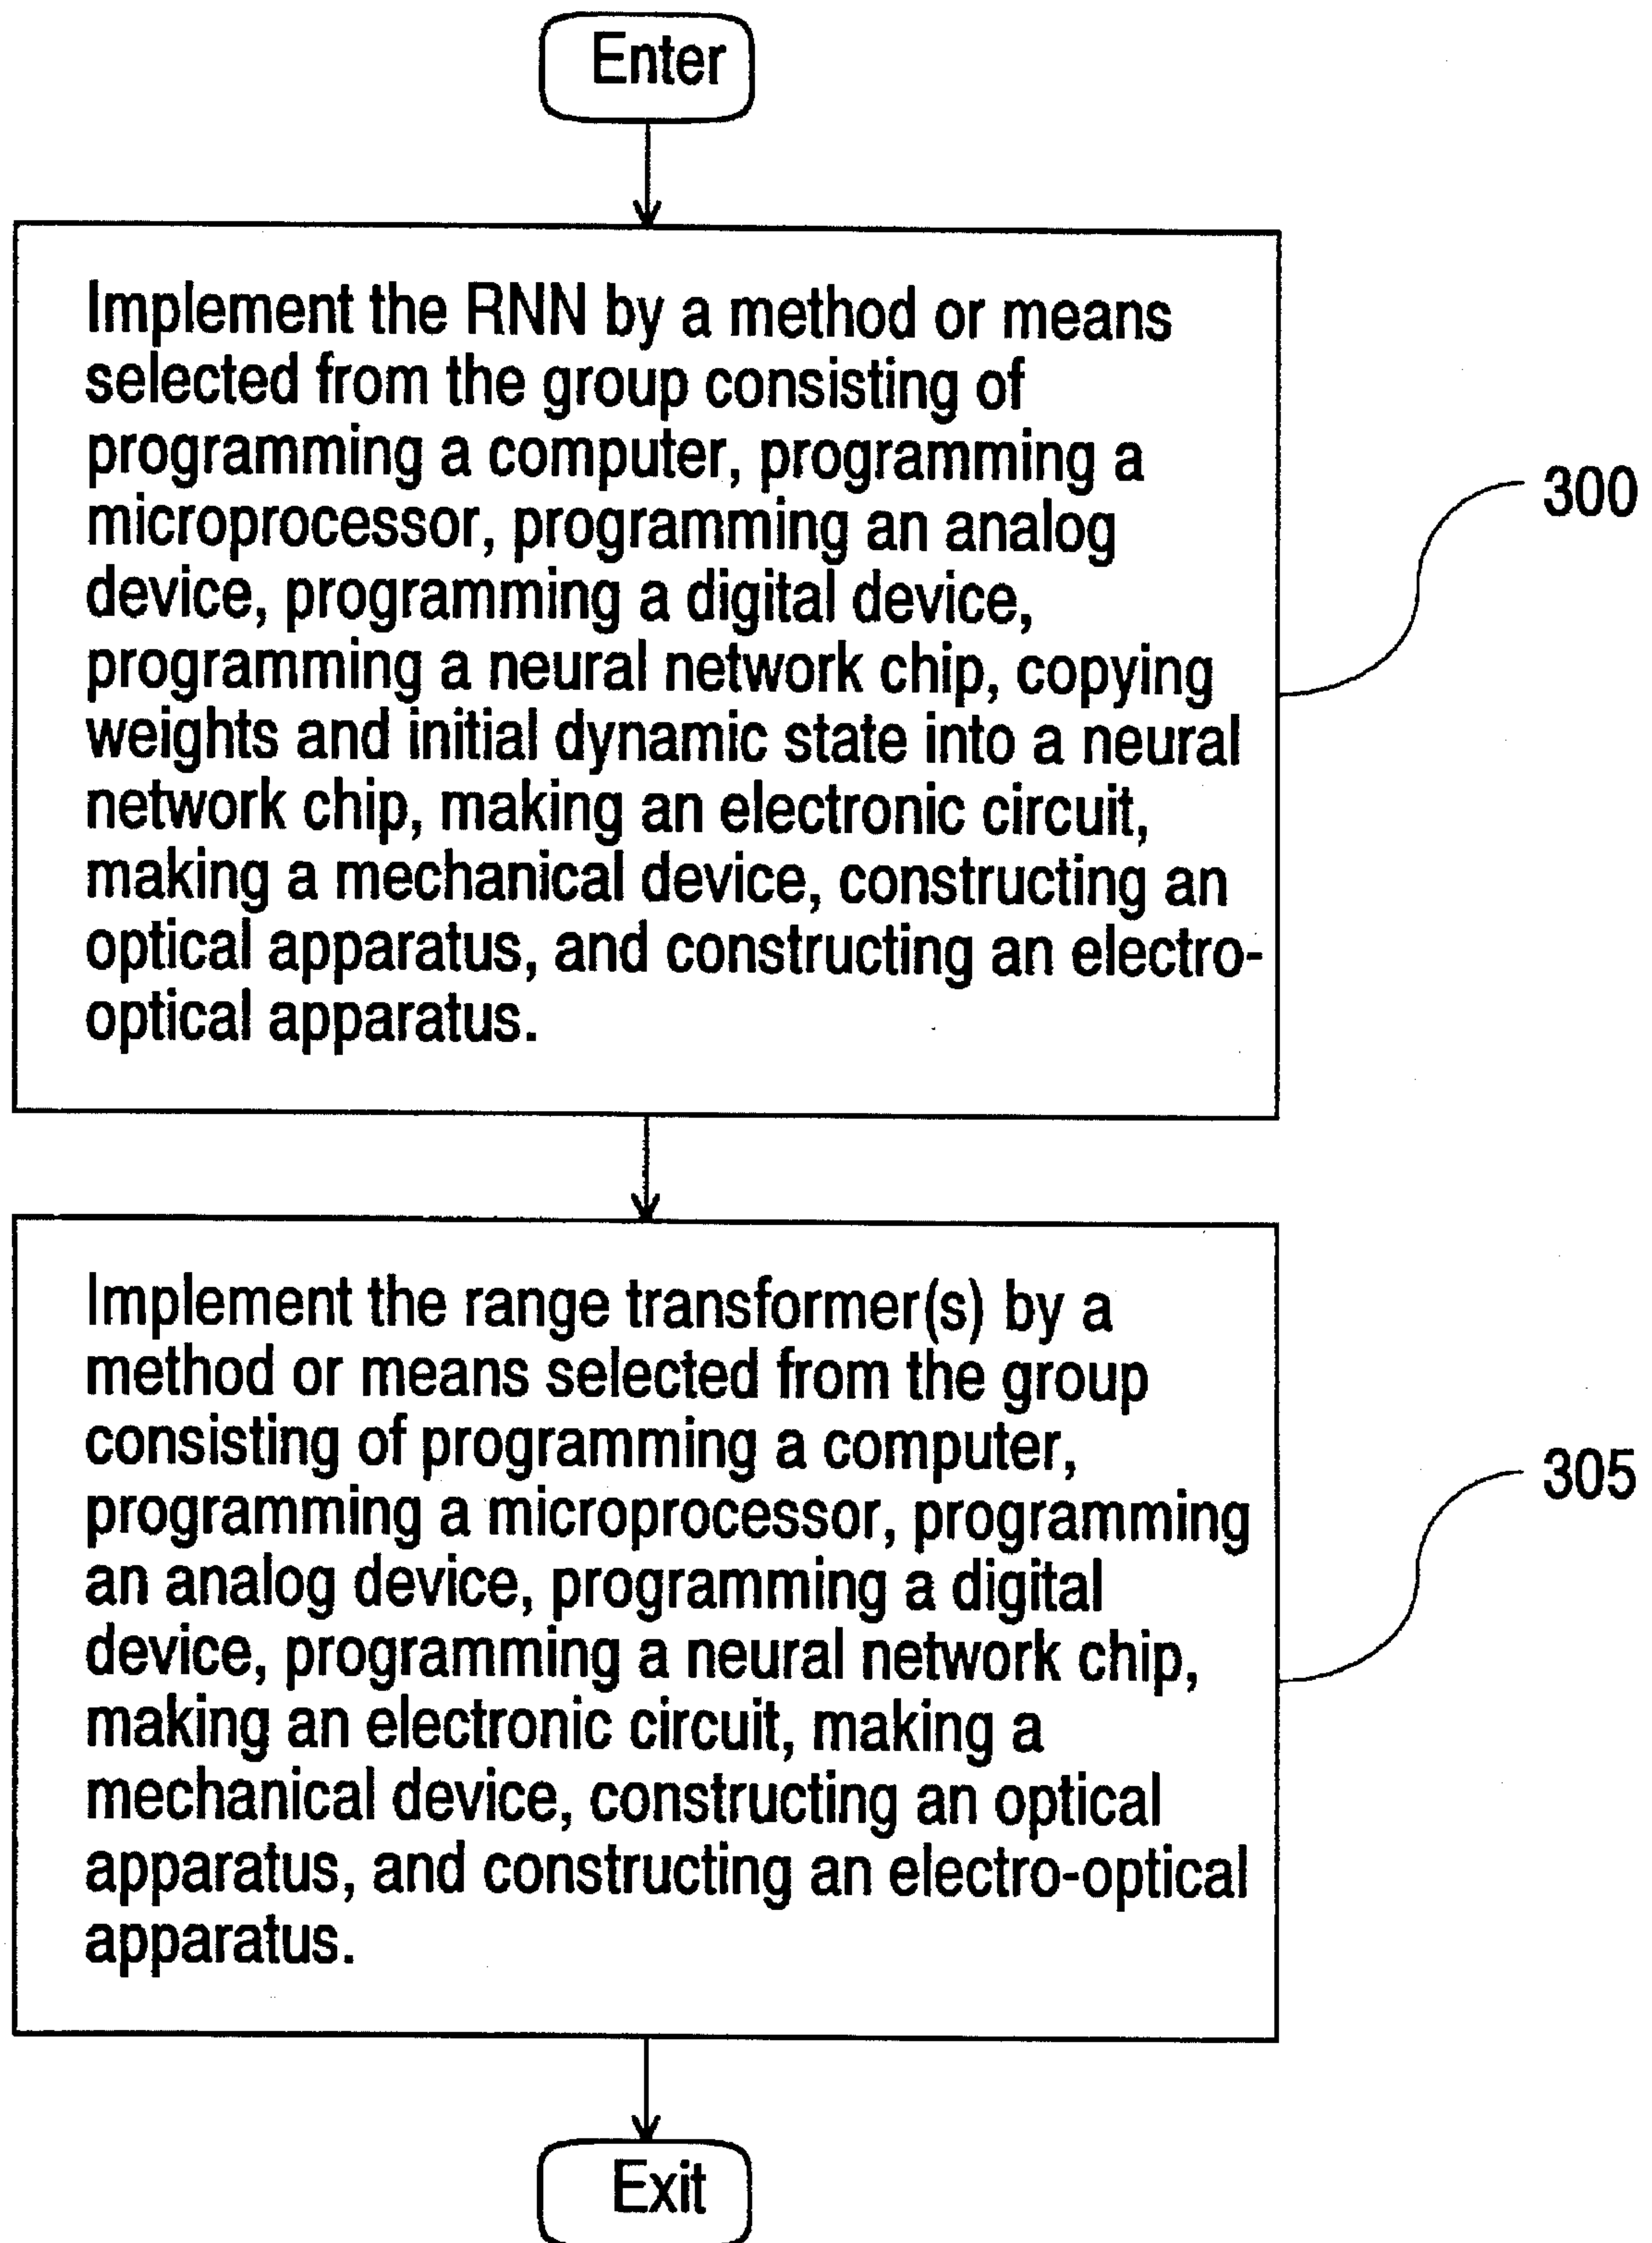 Enter
Implement the RNN by a method or means
selected from the group consisting of
programming a computer, programming a
microprocessor, programming an analog
device, programming a digital device,
programming a neural network chip, copying
weights and initial dynamic state into a neural
network chip, making an electronic circuit,
making a mechanical device, constructing an
optical apparatus, and constructing an electro-
optical apparatus.
300
Implement the range transformer(s) by a
method or means selected from the group
consisting of programming a computer,
programming a microprocessor, programming
an analog device, programming a digital
device, programming a neural network chip,
making an electronic circuit, making a
mechanical device, constructing an optical
apparatus, and constructing an electro-optical
apparatus.
305
Exit